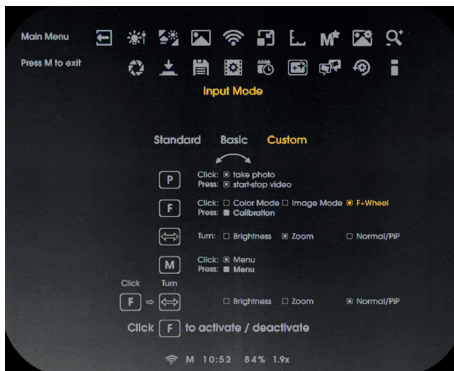 Main Menu
Press M to exit
Input Mode
Standard Basic Custom
P Click: take photo
Press: start-stop video
F Click: Color Mode Image Mode F+Wheel
Press: Calibration
Turn: Brightness Zoom Normal/PiP
M Click: Menu
Press: Menu
Click Turn
F Brightness Zoom Normal/PiP
Click F to activate / deactivate
M 10:52 84% 1.9x